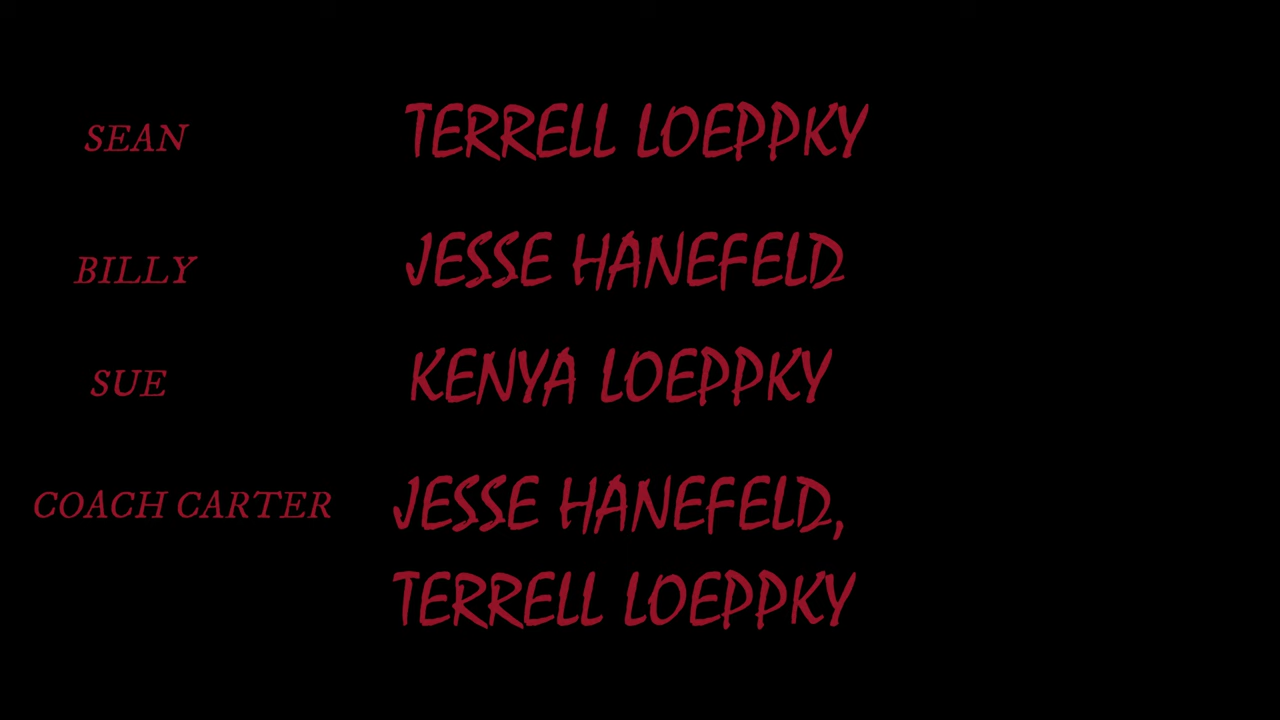 SEAN TERRELL LOEPPKY
BILLY JESSE HANEFELD
SUE KENYA LOEPPKY
COACH CARTER JESSE HANEFELD,
TERRELL LOEPPKY